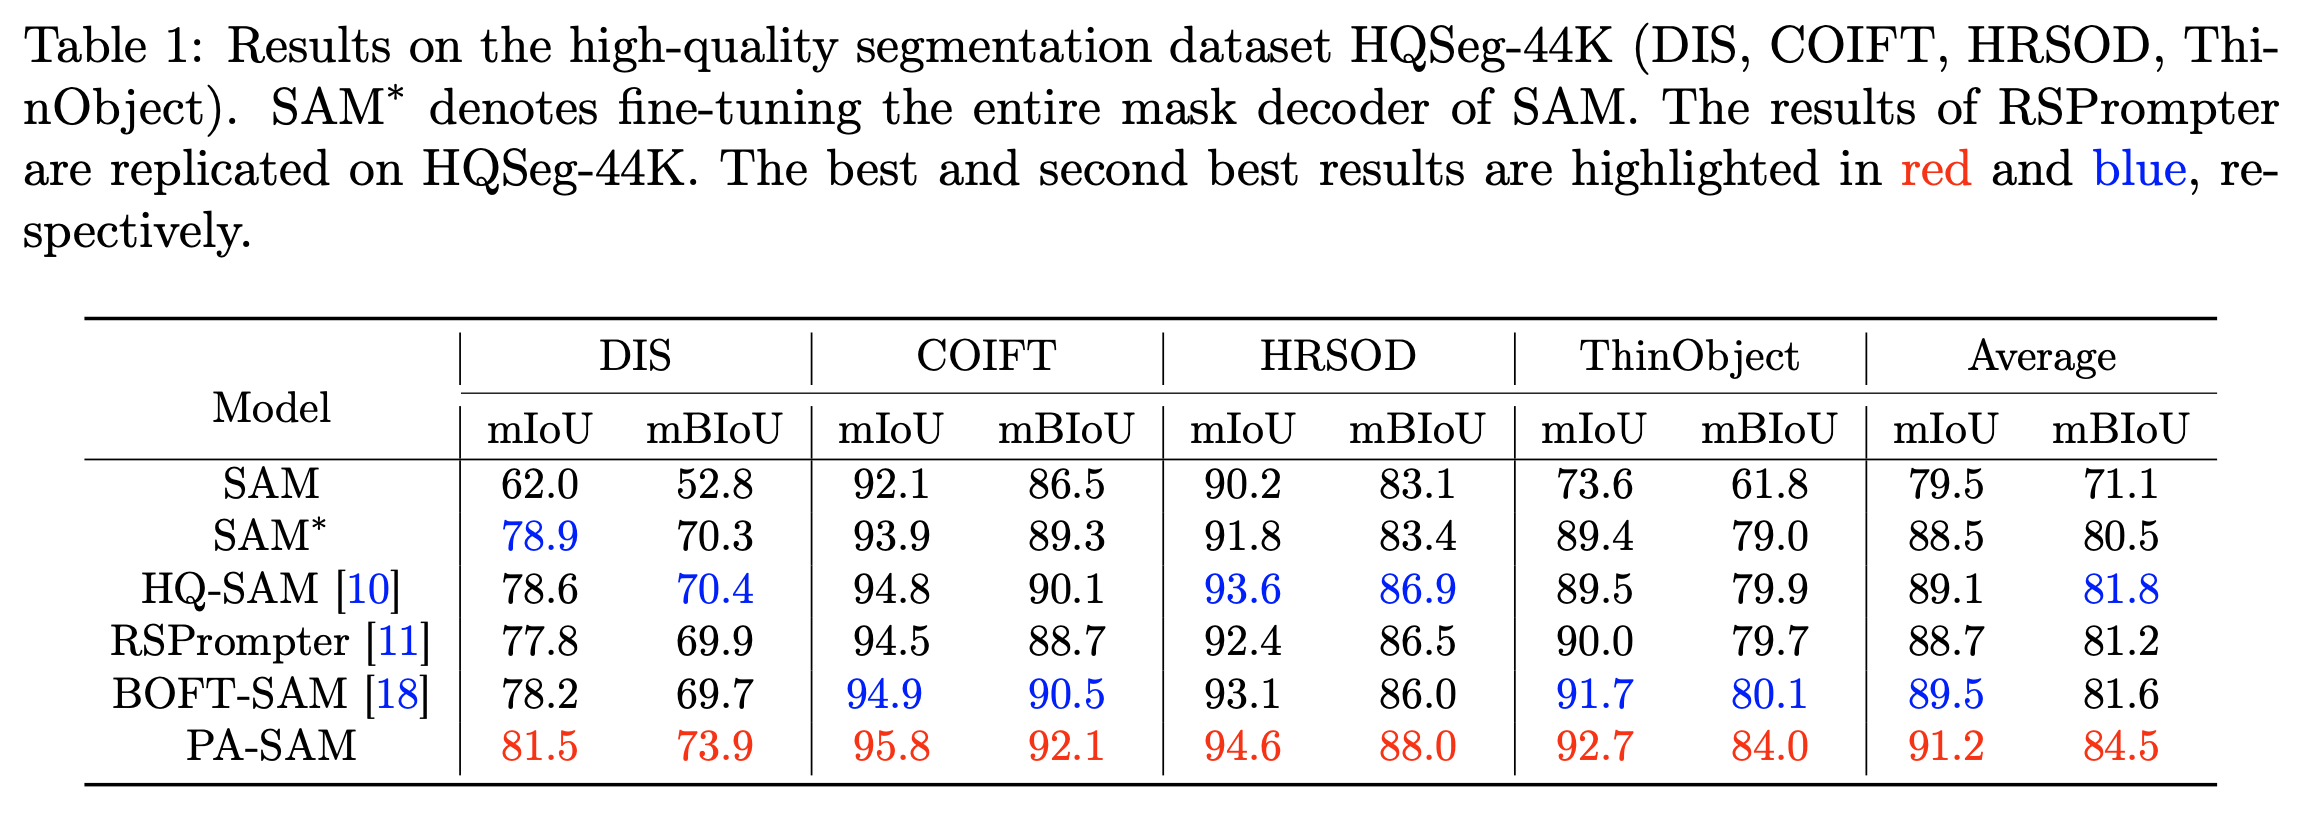 Table 1: Results on the high-quality segmentation dataset HQSeg-44K (DIS, COIFT, HRSOD, Thi-
nObject). SAM* denotes fine-tuning the entire mask decoder of SAM. The results of RSPrompter
are replicated on HQSeg-44K. The best and second best results are highlighted in red and blue, re-
spectively.
Model DIS COIFT HRSOD ThinObject Average
mIoU mBIoU mIoU mBIoU mIoU mBIoU mIoU mBIoU mIoU mBIoU
SAM 62.0 52.8 92.1 86.5 90.2 83.1 73.6 61.8 79.5 71.1
SAM* 78.9 70.3 93.9 89.3 91.8 83.4 89.4 79.0 88.5 80.5
HQ-SAM [10] 78.6 70.4 94.8 90.1 93.6 86.9 89.5 79.9 89.1 81.8
RSPrompter [11] 77.8 69.9 94.5 88.7 92.4 86.5 90.0 79.7 88.7 81.2
BOFT-SAM [18] 78.2 69.7 94.9 90.5 93.1 86.0 91.7 80.1 89.5 81.6
PA-SAM 81.5 73.9 95.8 92.1 94.6 88.0 92.7 84.0 91.2 84.5